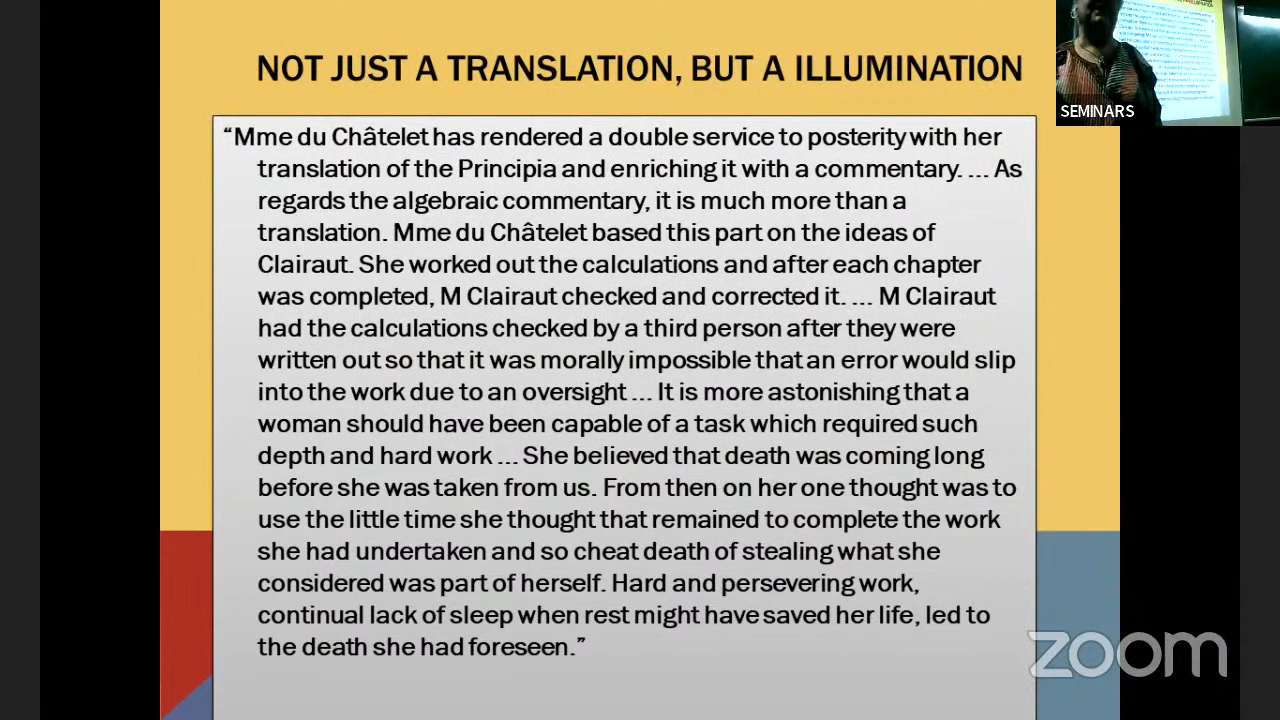 NOT JUST A TRANSLATION, BUT A ILLUMINATION
“Mme du Châtelet has rendered a double service to posterity with her
translation of the Principia and enriching it with a commentary. ... As
regards the algebraic commentary, it is much more than a
translation. Mme du Châtelet based this part on the ideas of
Clairaut. She worked out the calculations and after each chapter
was completed, M Clairaut checked and corrected it. ... M Clairaut
had the calculations checked by a third person after they were
written out so that it was morally impossible that an error would slip
into the work due to an oversight ... It is more astonishing that a
woman should have been capable of a task which required such
depth and hard work ... She believed that death was coming long
before she was taken from us. From then on her one thought was to
use the little time she thought that remained to complete the work
she had undertaken and so cheat death of stealing what she
considered was part of herself. Hard and persevering work,
continual lack of sleep when rest might have saved her life, led to
the death she had foreseen.”
SEMINARS
zoom